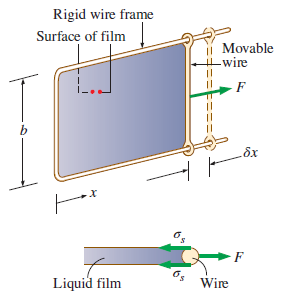 Rigid wire frame
Surface of film
Movable
wire
F
b
δx
x
σs
F
σs
Liquid film
Wire